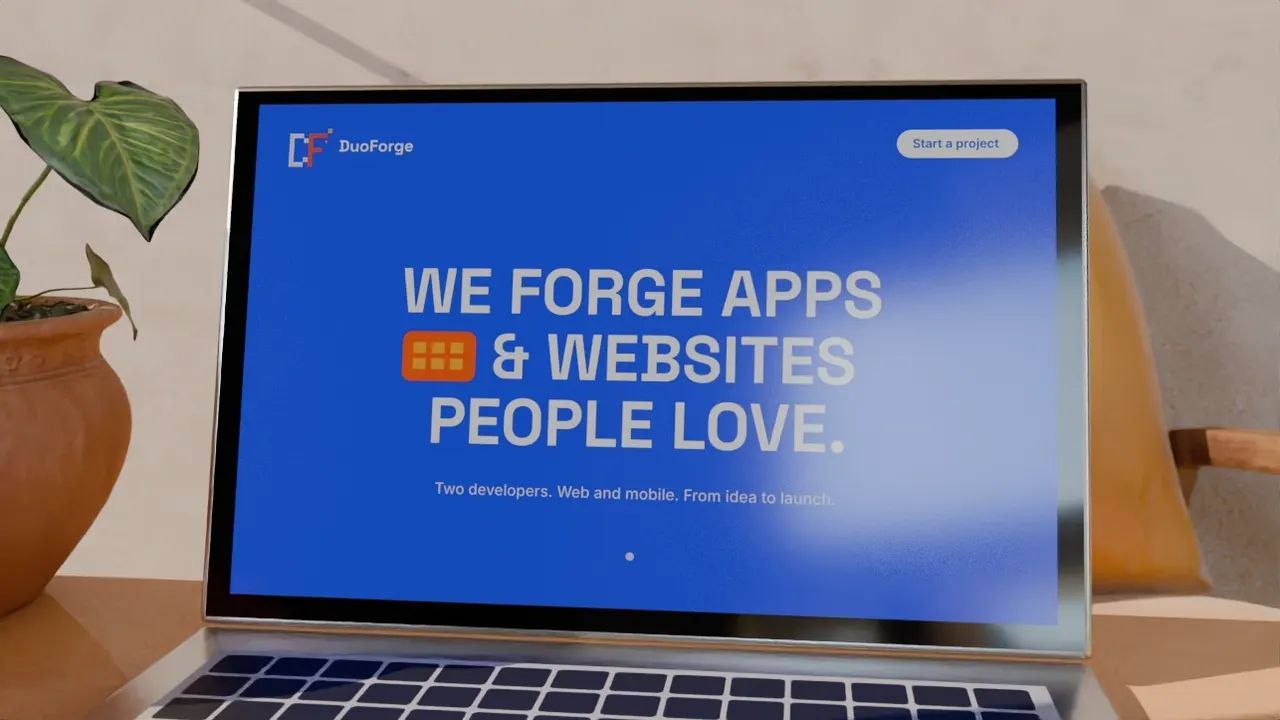 DuoForge
Start a project
WE FORGE APPS
& WEBSITES
PEOPLE LOVE.
Two developers. Web and mobile. From idea to launch.